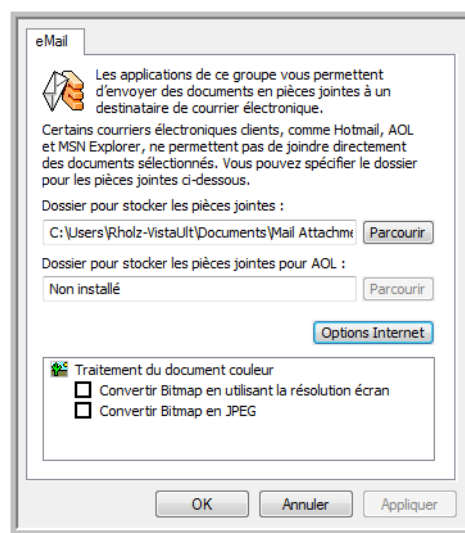 eMail
Les applications de ce groupe vous permettent
d'envoyer des documents en pièces jointes à un
destinataire de courrier électronique.
Certains courriers électroniques clients, comme Hotmail, AOL
et MSN Explorer, ne permettent pas de joindre directement
des documents sélectionnés. Vous pouvez spécifier le dossier
pour les pièces jointes ci-dessous.
Dossier pour stocker les pièces jointes :
C:\Users\Rholz-VistaUlt\Documents\Mail Attachme Parcourir
Dossier pour stocker les pièces jointes pour AOL :
Non installé Parcourir
Options Internet
Traitement du document couleur
Convertir Bitmap en utilisant la résolution écran
Convertir Bitmap en JPEG
OK Annuler Appliquer